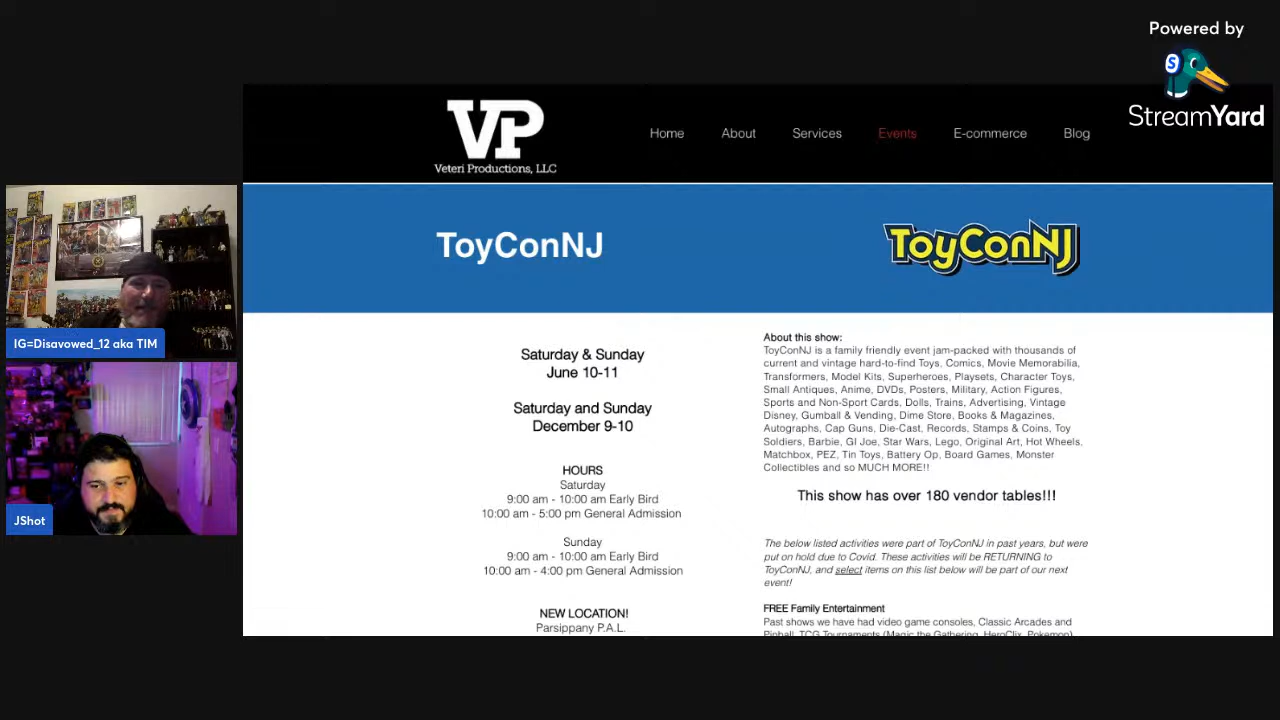 Powered by
StreamYard
VP
Veteri Productions, LLC
Home
About
Services
Events
E-commerce
Blog
ToyConNJ
ToyConNJ
IG=Disavowed_12 aka TIM
JShot
Saturday & Sunday
June 10-11
Saturday and Sunday
December 9-10
HOURS
Saturday
9:00 am - 10:00 am Early Bird
10:00 am - 5:00 pm General Admission
Sunday
9:00 am - 10:00 am Early Bird
10:00 am - 4:00 pm General Admission
NEW LOCATION!
Parsippany P.A.L.
About this show:
ToyConNJ is a family friendly event jam-packed with thousands of
current and vintage hard-to-find Toys, Comics, Movie Memorabilia,
Transformers, Model Kits, Superheroes, Playsets, Character Toys,
Small Antiques, Anime, DVDs, Posters, Military, Action Figures,
Sports and Non-Sport Cards, Dolls, Trains, Advertising, Vintage
Disney, Gumball & Vending, Dime Store, Books & Magazines,
Autographs, Cap Guns, Die-Cast, Records, Stamps & Coins, Toy
Soldiers, Barbie, GI Joe, Star Wars, Lego, Original Art, Hot Wheels,
Matchbox, PEZ, Tin Toys, Battery Op, Board Games, Monster
Collectibles and so MUCH MORE!!
This show has over 180 vendor tables!!!
The below listed activities were part of ToyConNJ in past years, but were
put on hold due to Covid. These activities will be RETURNING to
ToyConNJ, and select items on this list below will be part of our next
event!
FREE Family Entertainment
Past shows we have had video game consoles, Classic Arcades and
Pinball, TCG Tournaments (Magic the Gathering, HeroClix, Pokemon)